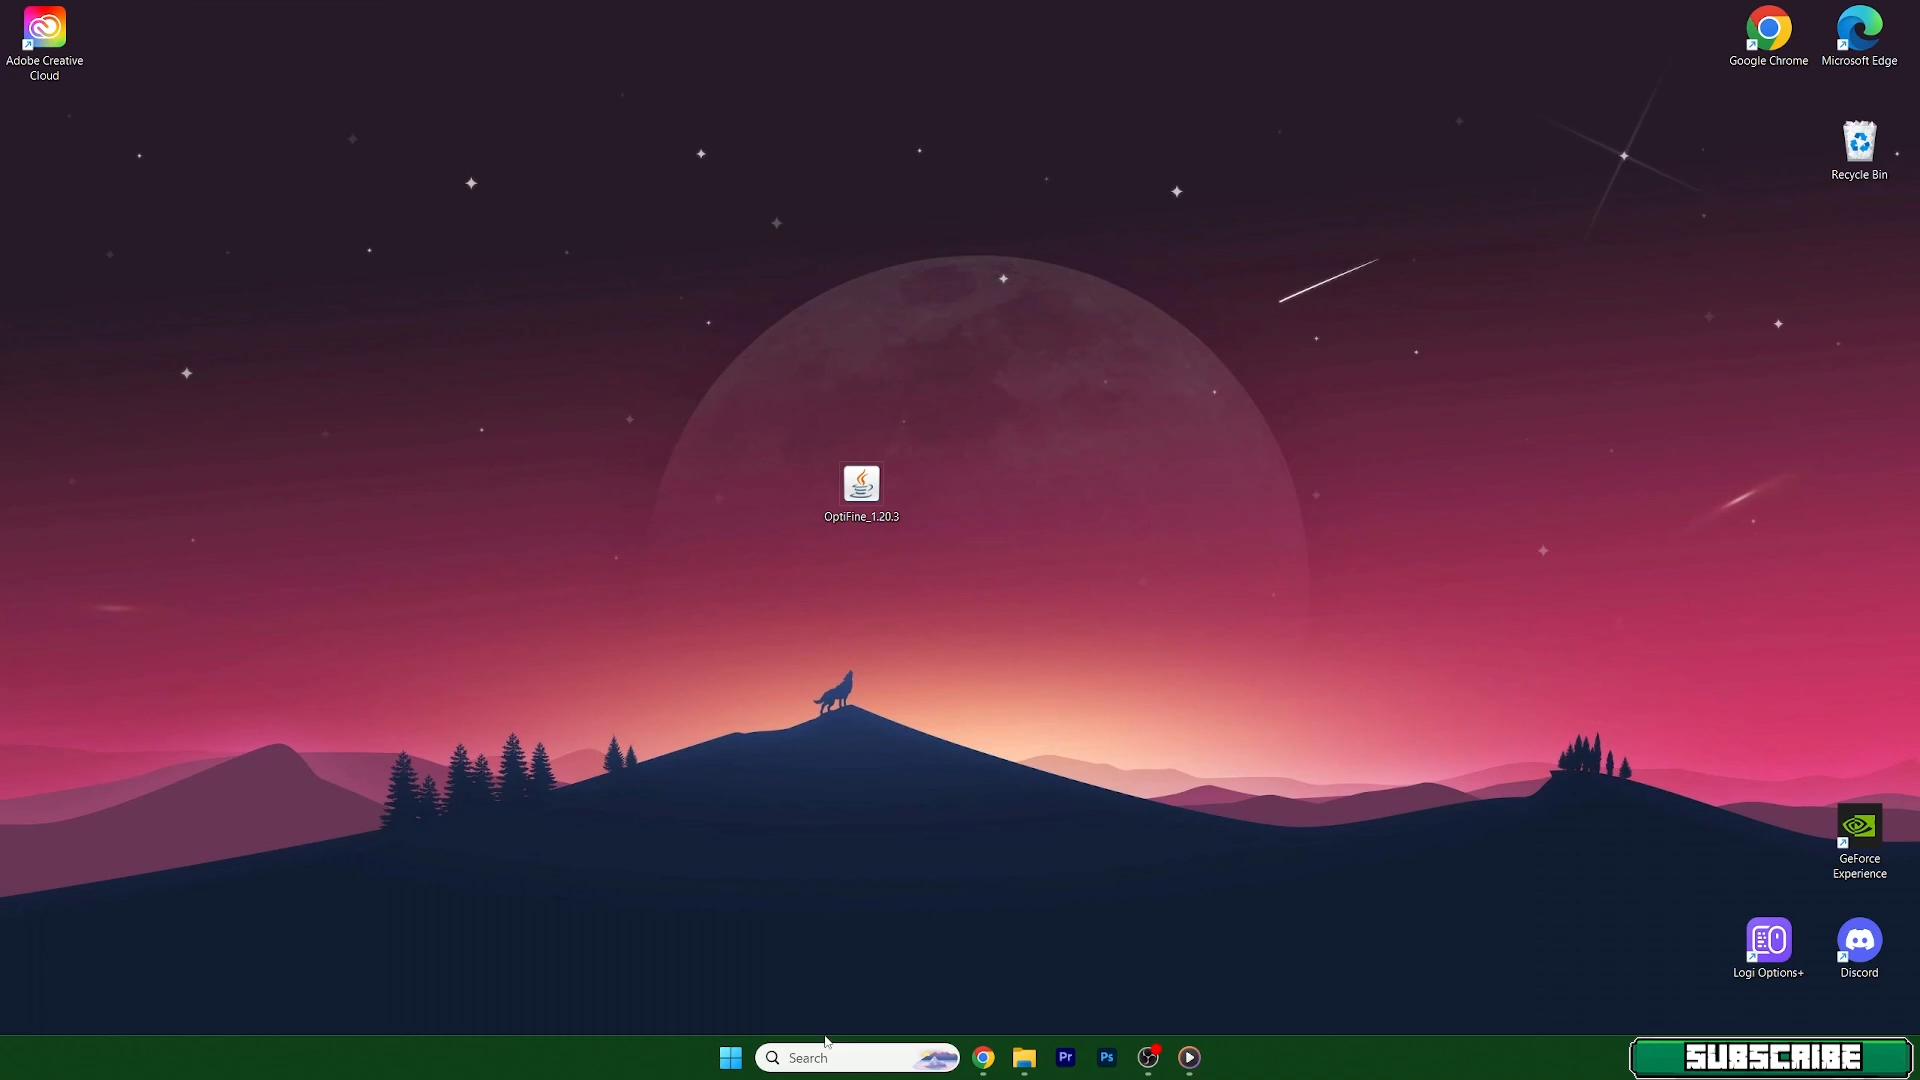 Adobe Creative
Cloud
Google Chrome
Microsoft Edge
Recycle Bin
OptiFine_1.20.3
GeForce
Experience
Logi Options+
Discord
Search
Pr
Ps
SUBSCRIBE